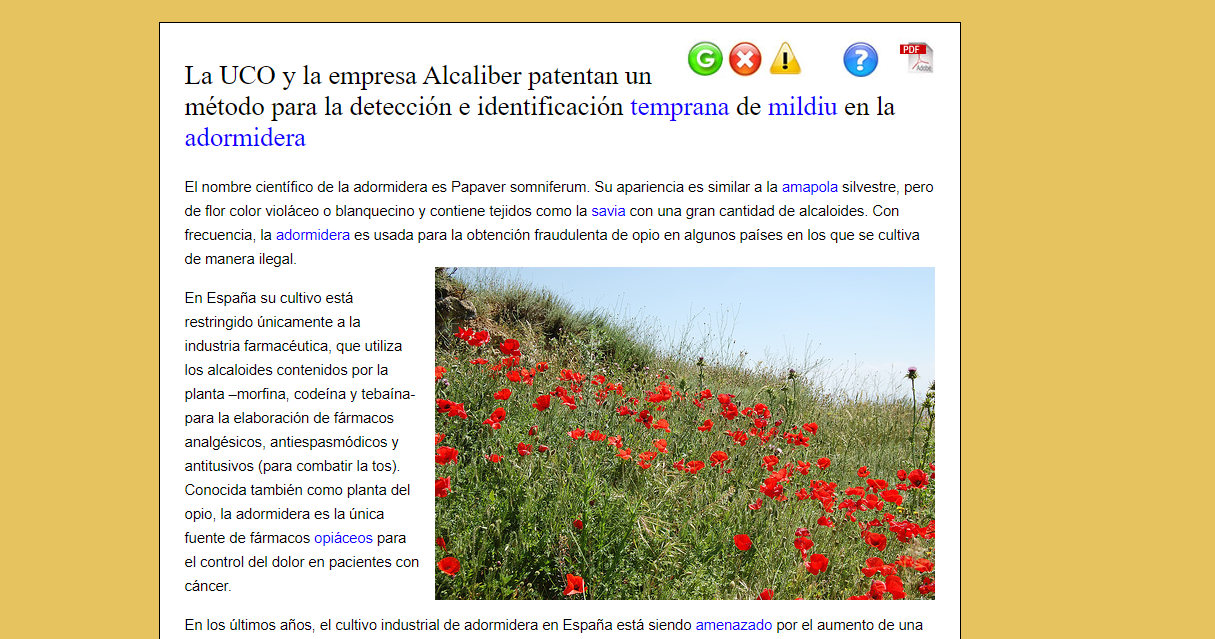 La UCO y la empresa Alcaliber patentan un
método para la detección e identificación temprana de mildiu en la
adormidera
G
?
PDF
Adobe
El nombre científico de la adormidera es Papaver somniferum. Su apariencia es similar a la amapola silvestre, pero
de flor color violáceo o blanquecino y contiene tejidos como la savia con una gran cantidad de alcaloides. Con
frecuencia, la adormidera es usada para la obtención fraudulenta de opio en algunos países en los que se cultiva
de manera ilegal.
En España su cultivo está
restringido únicamente a la
industria farmacéutica, que utiliza
los alcaloides contenidos por la
planta –morfina, codeína y tebaína-
para la elaboración de fármacos
analgésicos, antiespasmódicos y
antitusivos (para combatir la tos).
Conocida también como planta del
opio, la adormidera es la única
fuente de fármacos opiáceos para
el control del dolor en pacientes con
cáncer.
En los últimos años, el cultivo industrial de adormidera en España está siendo amenazado por el aumento de una